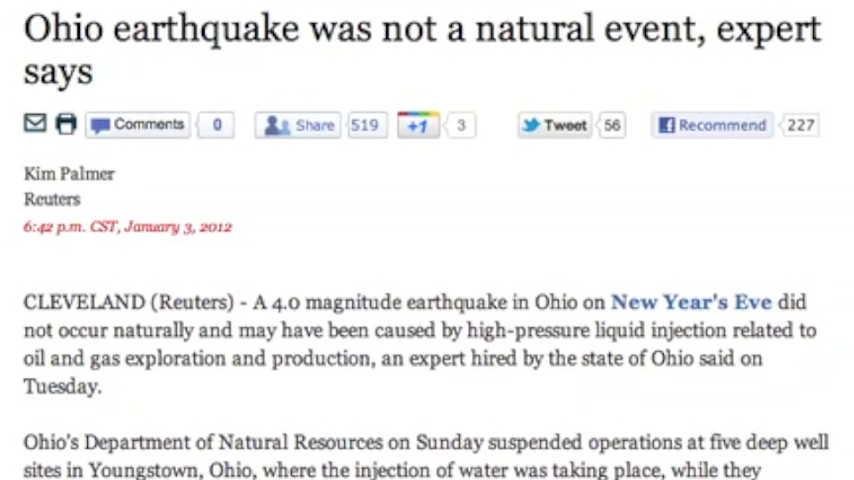 Ohio earthquake was not a natural event, expert
says
Comments 0 Share 519 +1 3 Tweet 56 Recommend 227
Kim Palmer
Reuters
6:42 p.m. CST, January 3, 2012
CLEVELAND (Reuters) - A 4.0 magnitude earthquake in Ohio on New Year's Eve did
not occur naturally and may have been caused by high-pressure liquid injection related to
oil and gas exploration and production, an expert hired by the state of Ohio said on
Tuesday.
Ohio's Department of Natural Resources on Sunday suspended operations at five deep well
sites in Youngstown, Ohio, where the injection of water was taking place, while they